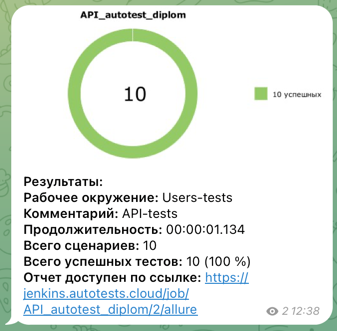 API_autotest_diplom
10
10 успешных
Результаты:
Рабочее окружение: Users-tests
Комментарий: API-tests
Продолжительность: 00:00:01.134
Всего сценариев: 10
Всего успешных тестов: 10 (100 %)
Отчет доступен по ссылке: https://
jenkins.autotests.cloud/job/
API_autotest_diplom/2/allure
2 12:38